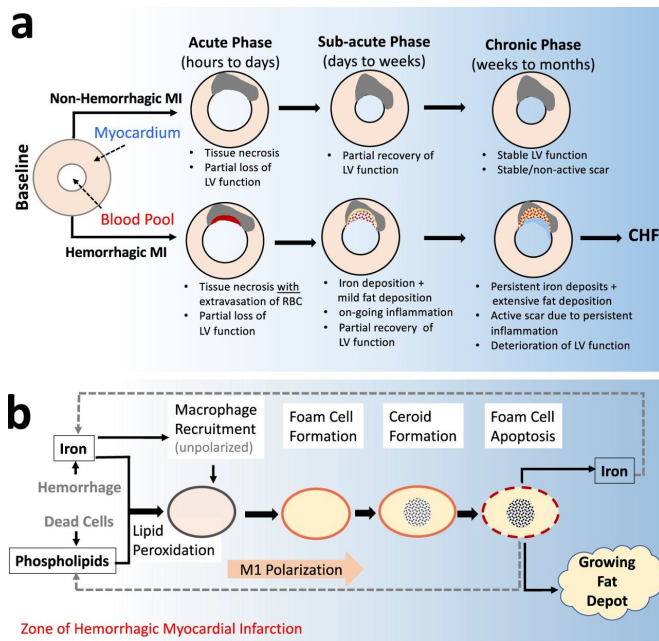 a
Acute Phase
(hours to days)
Sub-acute Phase
(days to weeks)
Chronic Phase
(weeks to months)
Baseline
Non-Hemorrhagic MI
Myocardium
Blood Pool
Hemorrhagic MI
• Tissue necrosis
• Partial loss of
LV function
• Partial recovery of
LV function
• Stable LV function
• Stable/non-active scar
CHF
• Tissue necrosis with
extravasation of RBC
• Partial loss of
LV function
• Iron deposition +
mild fat deposition
• on-going inflammation
• Partial recovery of
LV function
• Persistent iron deposits +
extensive fat deposition
• Active scar due to persistent
inflammation
• Deterioration of LV function
b
Macrophage
Recruitment
(unpolarized)
Foam Cell
Formation
Ceroid
Formation
Foam Cell
Apoptosis
Iron
Hemorrhage
Dead Cells
Phospholipids
Lipid
Peroxidation
M1 Polarization
Iron
Growing
Fat
Depot
Zone of Hemorrhagic Myocardial Infarction